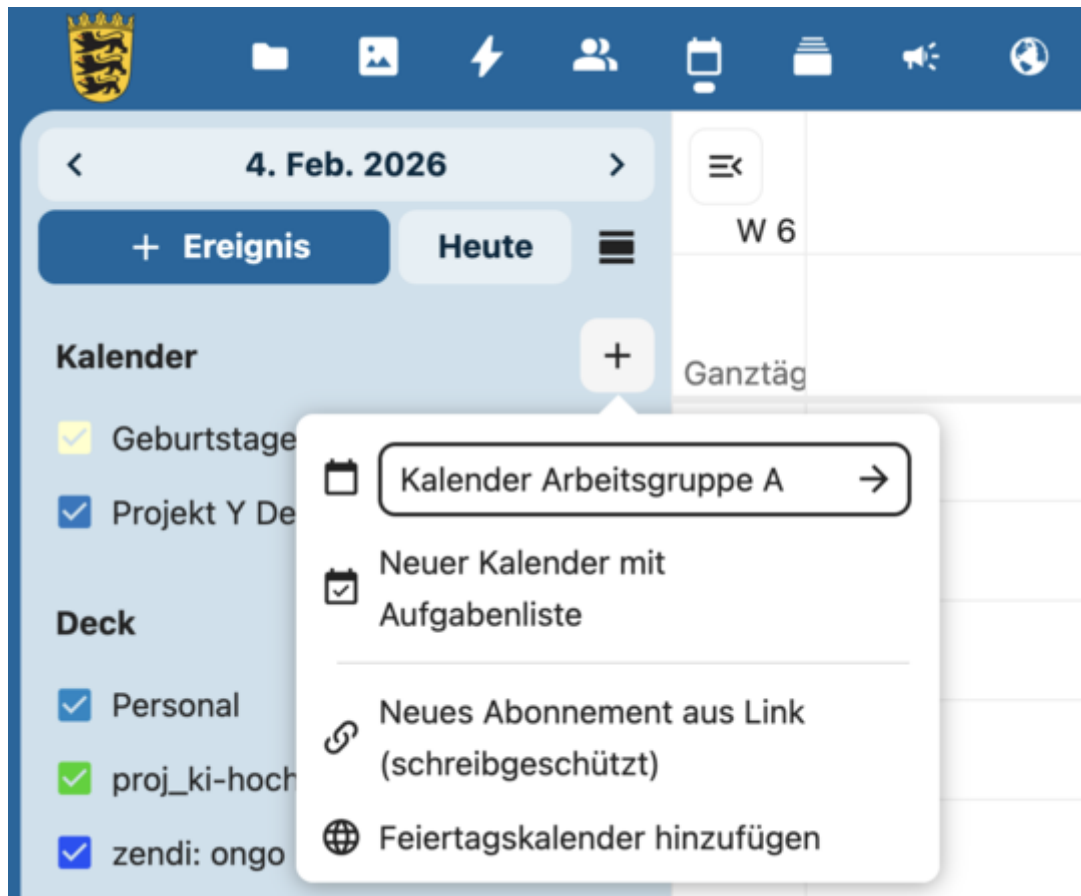 4. Feb. 2026
+ Ereignis
Heute
W 6
Kalender
Ganztäg
Geburtstage
Kalender Arbeitsgruppe A
Projekt Y De
Neuer Kalender mit
Aufgabenliste
Deck
Personal
Neues Abonnement aus Link
(schreibgeschützt)
proj_ki-hoch
Feiertagskalender hinzufügen
zendi: ongo